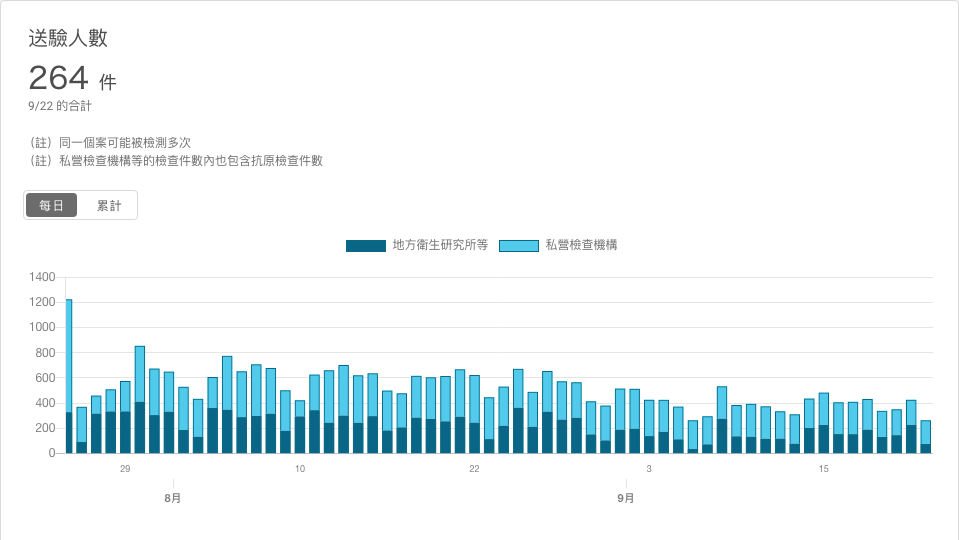 送驗人數
264 件
9/22 的合計
（註）同一個案可能被檢測多次
（註）私營檢查機構等的檢查件數內也包含抗原檢查件數
每日 累計
地方衛生研究所等 私營檢查機構
1400
1200
1000
800
600
400
200
0
29 10 22 3 15
8月 9月